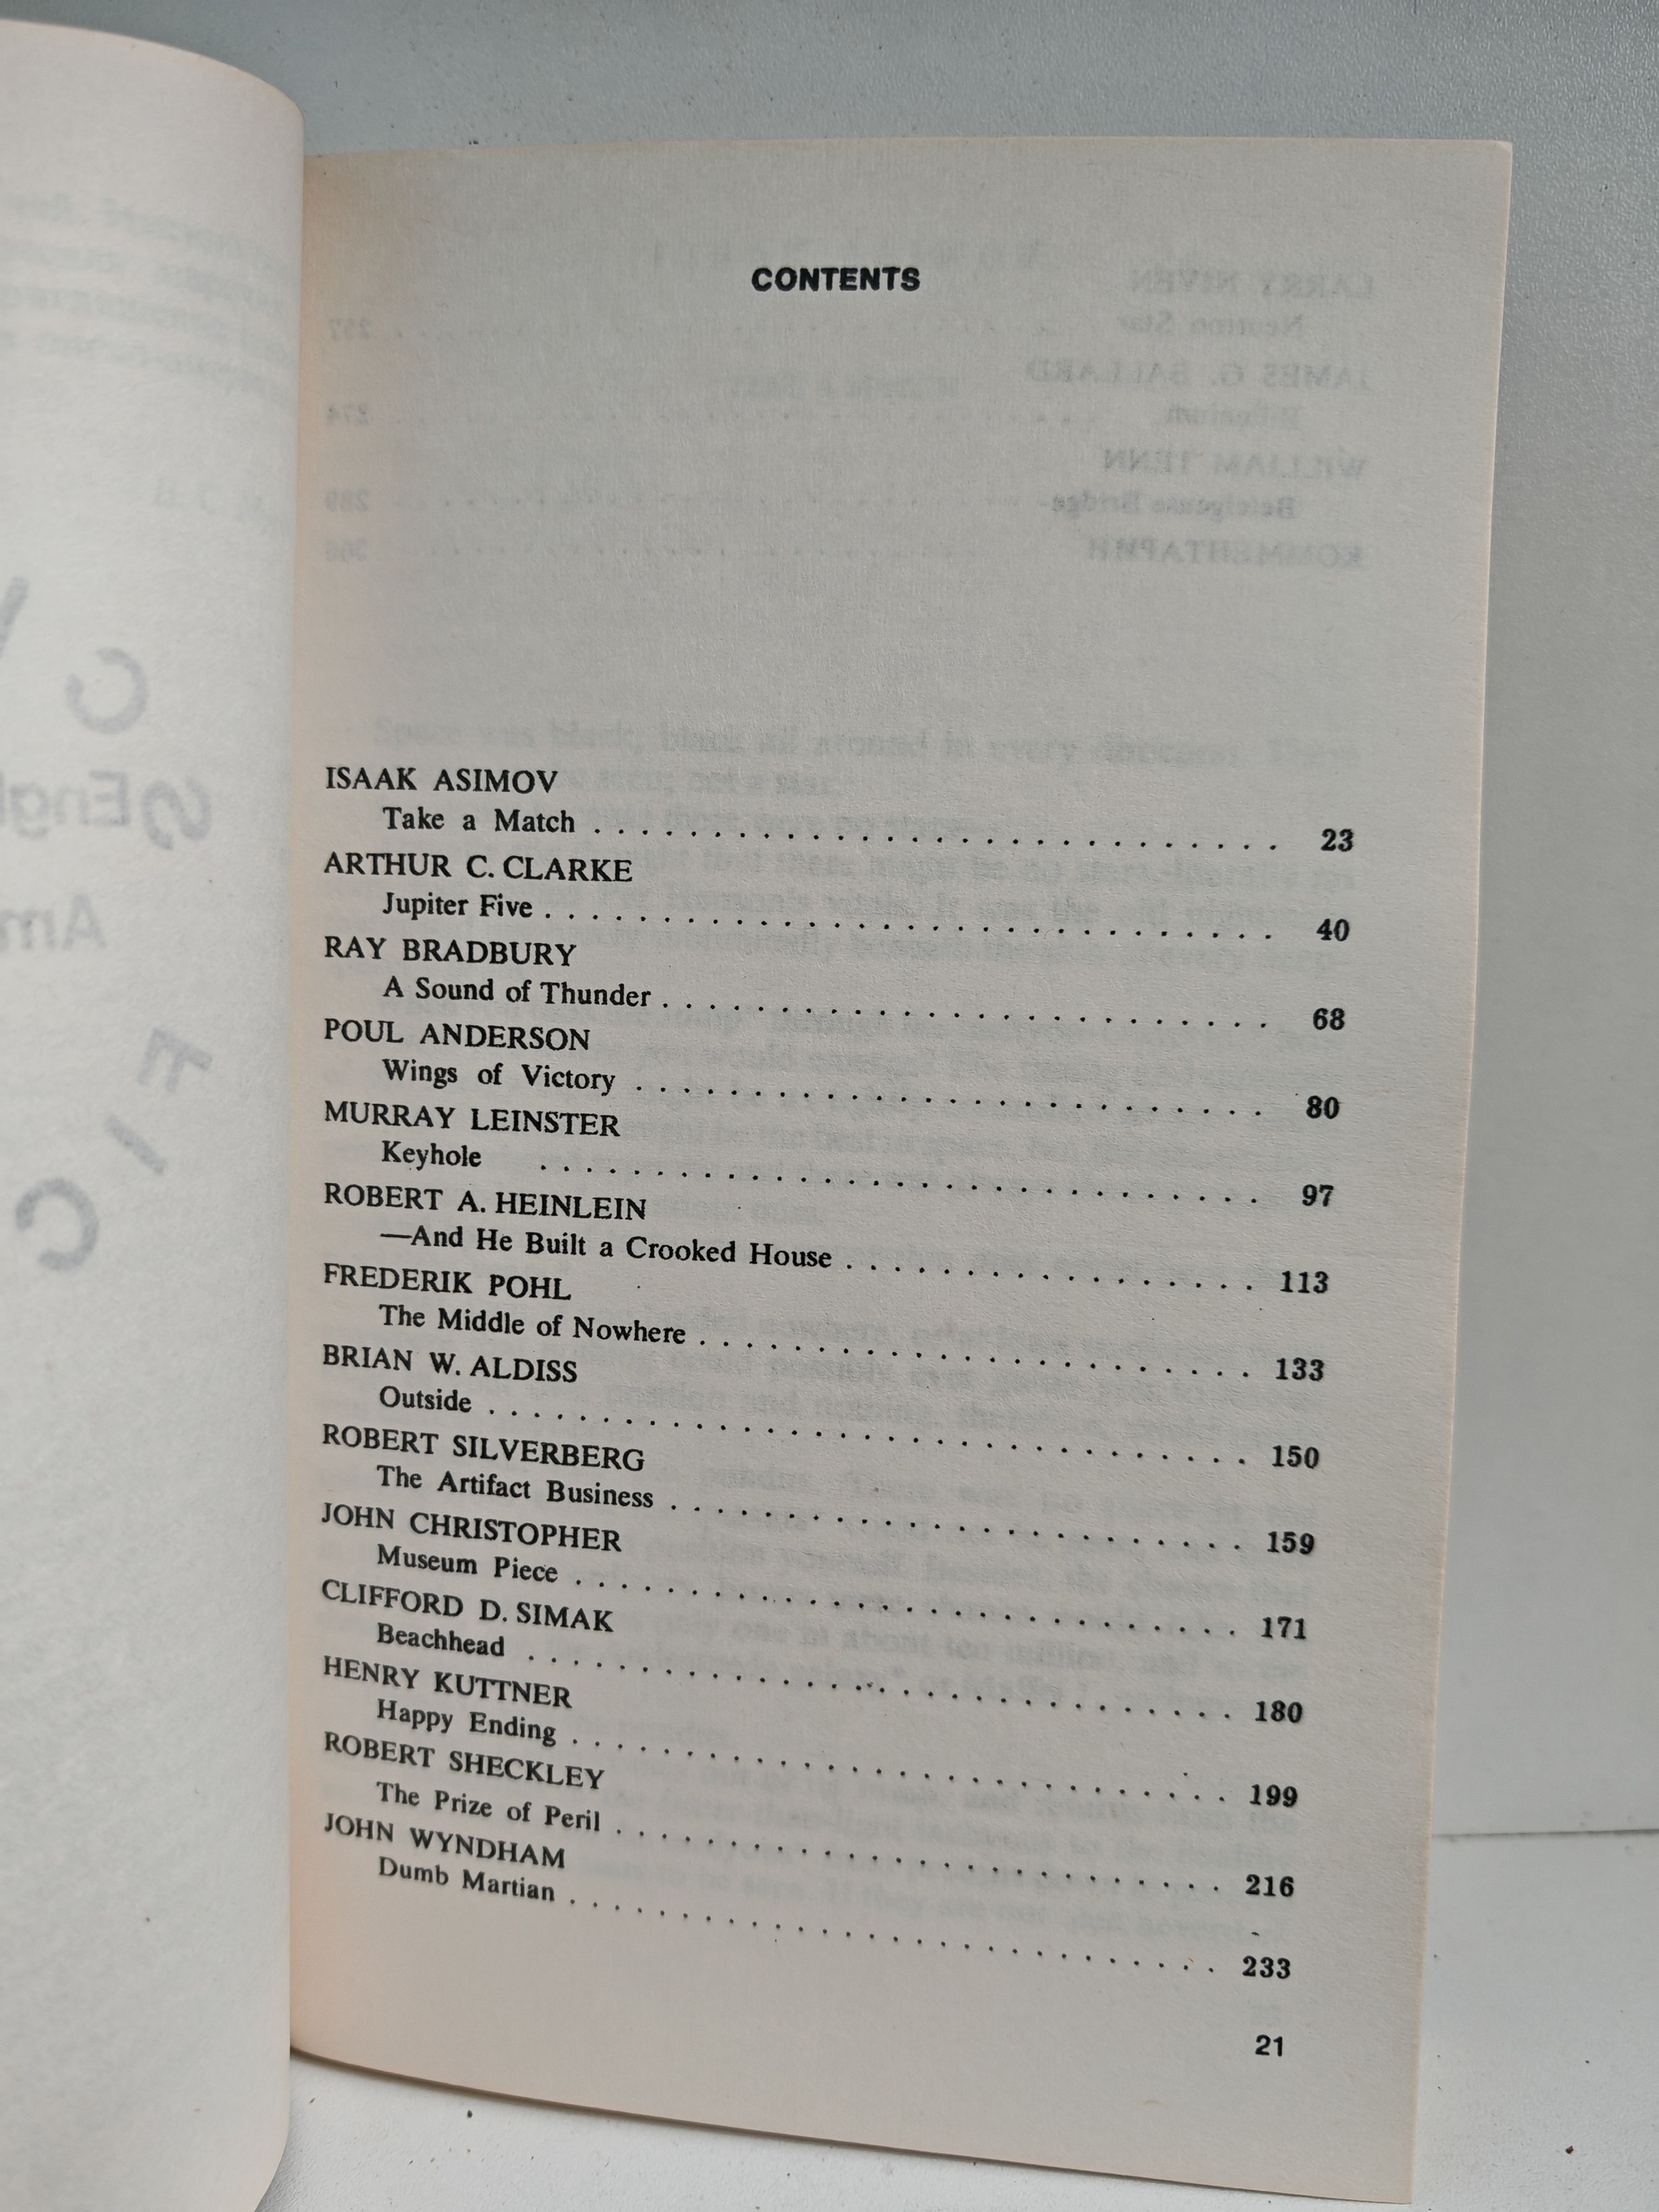 CONTENTS
ISAAK ASIMOV
Take a Match . . . . . . . . . . . . . . . . . . . . . . . . . . . . . 23
ARTHUR C. CLARKE
Jupiter Five . . . . . . . . . . . . . . . . . . . . . . . . . . . . . . . 40
RAY BRADBURY
A Sound of Thunder . . . . . . . . . . . . . . . . . . . . . . . . . . 68
POUL ANDERSON
Wings of Victory . . . . . . . . . . . . . . . . . . . . . . . . . . . 80
MURRAY LEINSTER
Keyhole . . . . . . . . . . . . . . . . . . . . . . . . . . . . . . . 97
ROBERT A. HEINLEIN
—And He Built a Crooked House . . . . . . . . . . . . . . . . . . 113
FREDERIK POHL
The Middle of Nowhere . . . . . . . . . . . . . . . . . . . . . . . . 133
BRIAN W. ALDISS
Outside . . . . . . . . . . . . . . . . . . . . . . . . . . . . . . . . . 150
ROBERT SILVERBERG
The Artifact Business . . . . . . . . . . . . . . . . . . . . . . . . . 159
JOHN CHRISTOPHER
Museum Piece . . . . . . . . . . . . . . . . . . . . . . . . . . . . . 171
CLIFFORD D. SIMAK
Beachhead . . . . . . . . . . . . . . . . . . . . . . . . . . . . . . . 180
HENRY KUTTNER
Happy Ending . . . . . . . . . . . . . . . . . . . . . . . . . . . . . 199
ROBERT SHECKLEY
The Prize of Peril . . . . . . . . . . . . . . . . . . . . . . . . . . . 216
JOHN WYNDHAM
Dumb Martian . . . . . . . . . . . . . . . . . . . . . . . . . . . . . 233
21